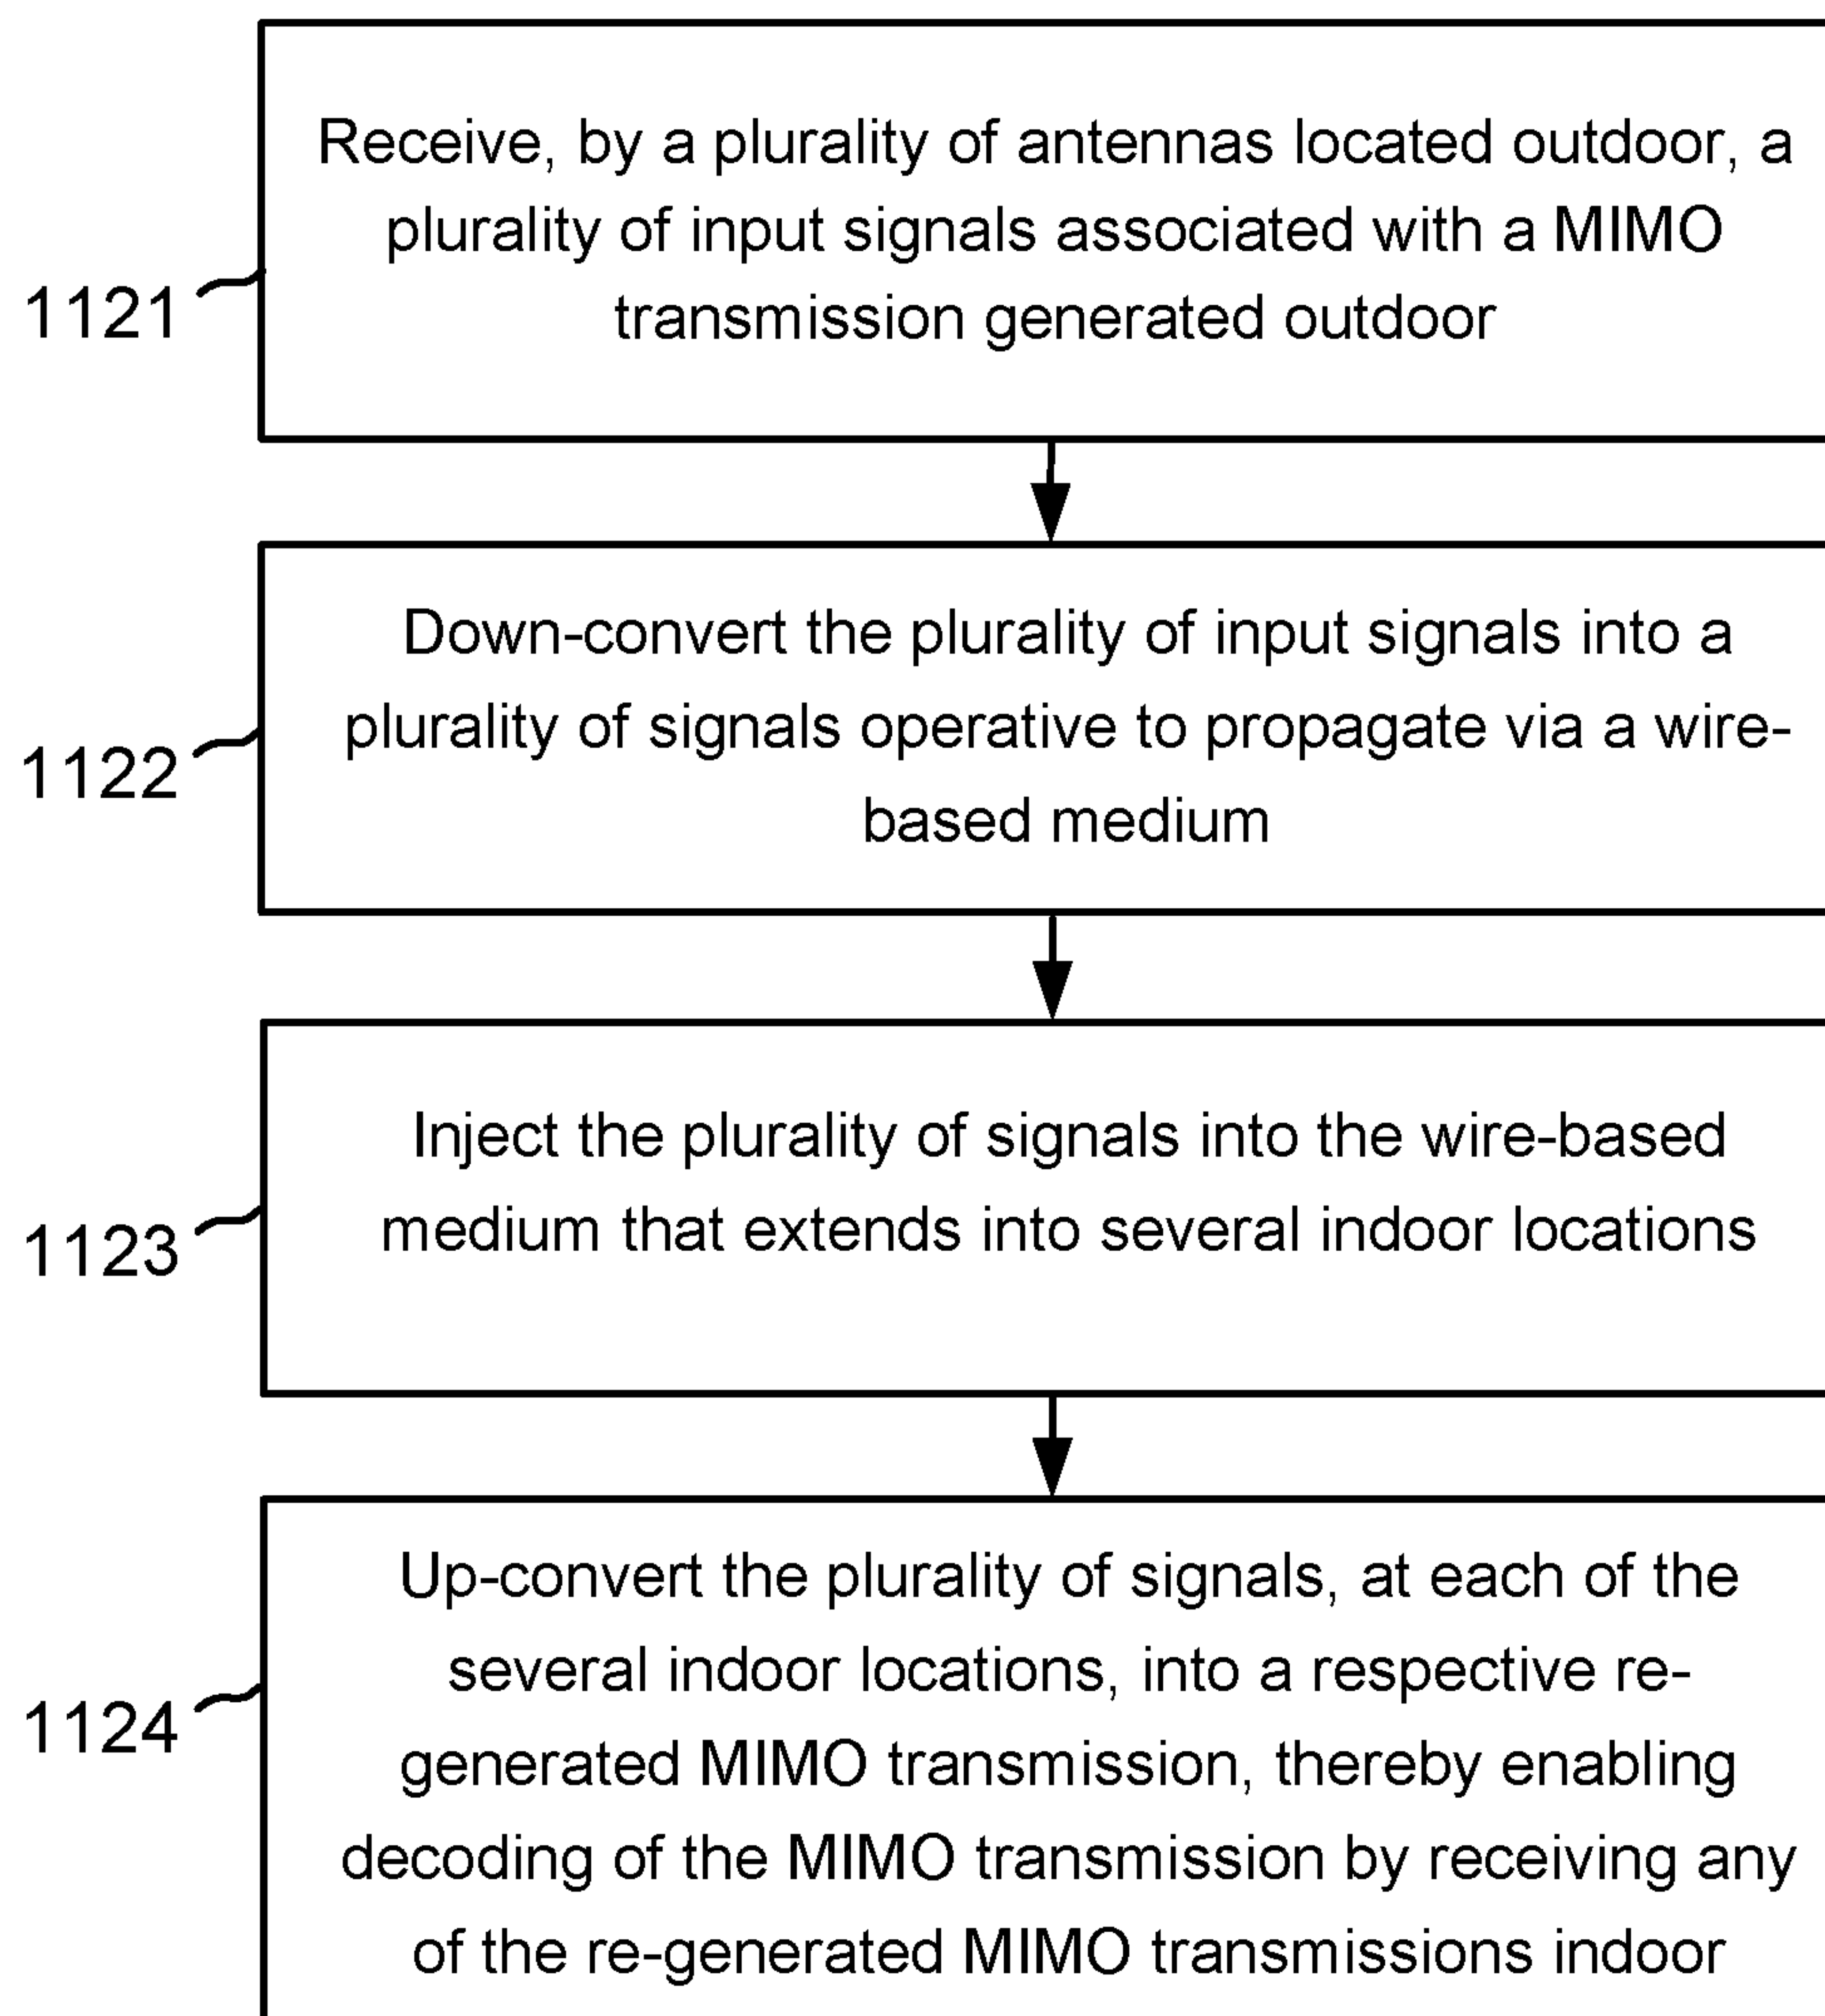 Receive, by a plurality of antennas located outdoor, a
plurality of input signals associated with a MIMO
transmission generated outdoor
1121
Down-convert the plurality of input signals into a
plurality of signals operative to propagate via a wire-
based medium
1122
Inject the plurality of signals into the wire-based
medium that extends into several indoor locations
1123
Up-convert the plurality of signals, at each of the
several indoor locations, into a respective re-
generated MIMO transmission, thereby enabling
decoding of the MIMO transmission by receiving any
of the re-generated MIMO transmissions indoor
1124